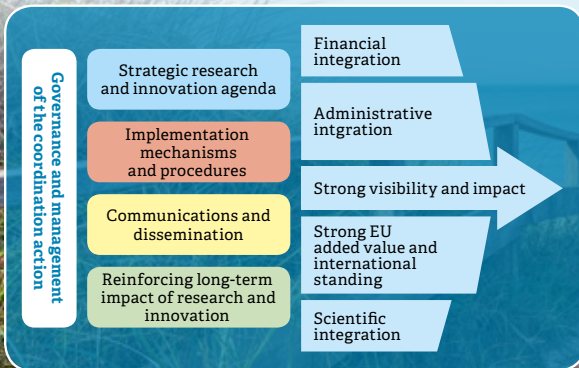 Governance and management
of the coordination action
Strategic research
and innovation agenda
Implementation
mechanisms
and procedures
Communications and
dissemination
Reinforcing long-term
impact of research and
innovation
Financial
integration
Administrative
intgration
Strong visibility and impact
Strong EU
added value and
international
standing
Scientific
integration